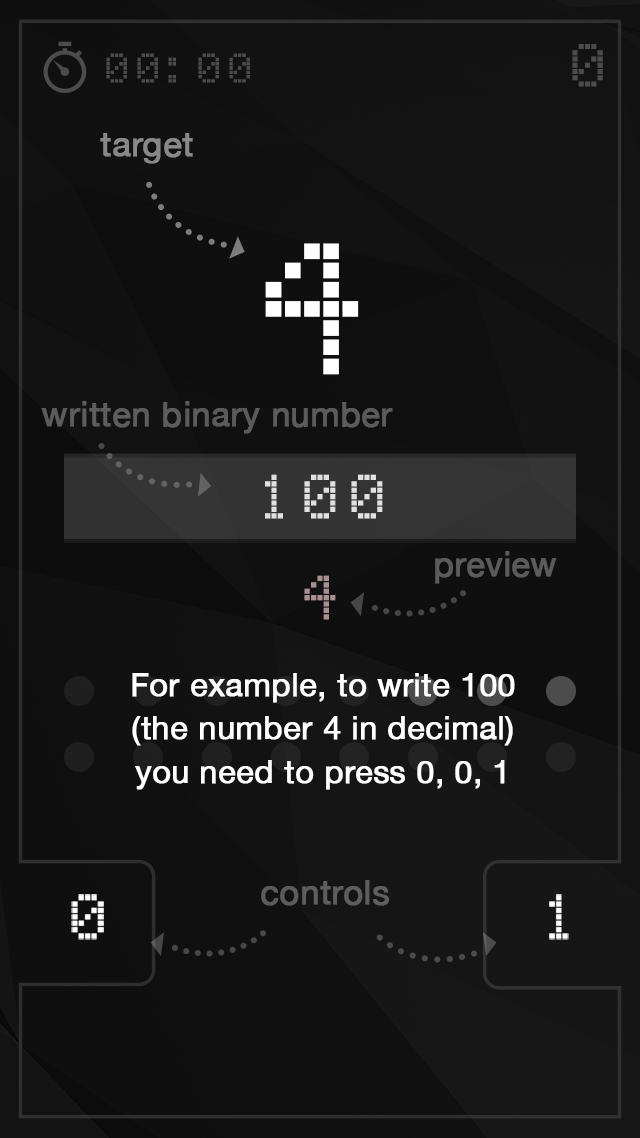 00:00 0
target
4
written binary number
100
preview
4
For example, to write 100
(the number 4 in decimal)
you need to press 0, 0, 1
controls
0 1